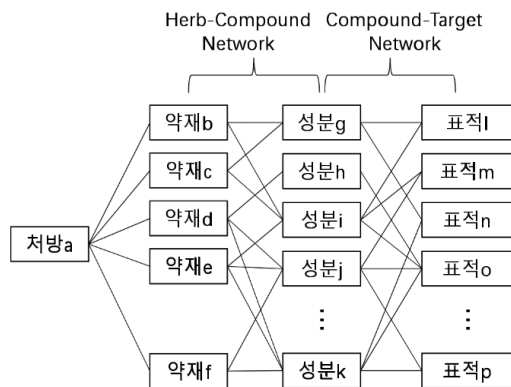 Herb-Compound
Network
Compound-Target
Network
처방a
약재b
약재c
약재d
약재e
약재f
성분g
성분h
성분i
성분j
⋮
성분k
표적l
표적m
표적n
표적o
⋮
표적p